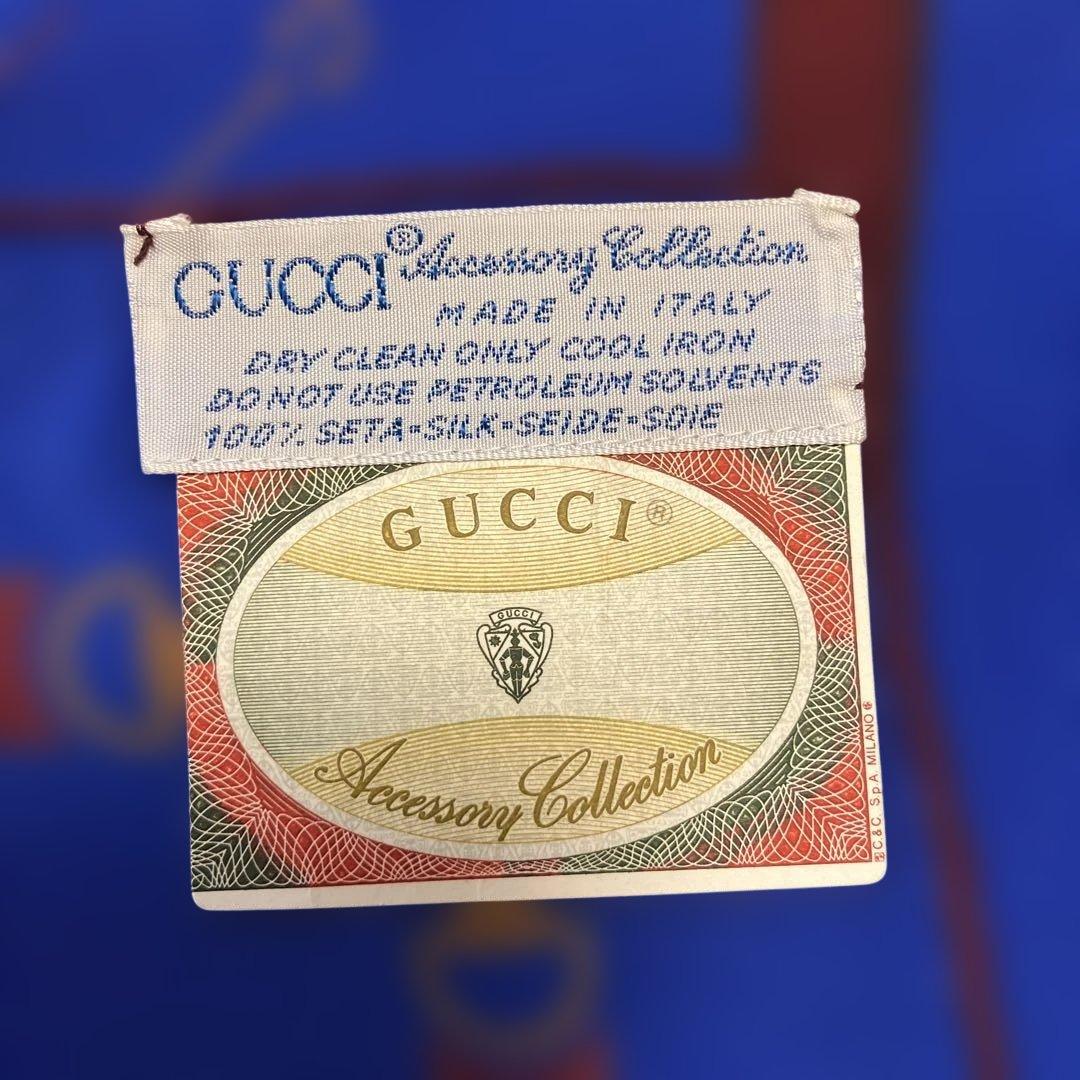 GUCCI® Accessory Collection
MADE IN ITALY
DRY CLEAN ONLY COOL IRON
DO NOT USE PETROLEUM SOLVENTS
100% SETA-SILK-SEIDE-SOIE
GUCCI®
GUCCI
Accessory Collection
C.&C. S.p.A. MILANO